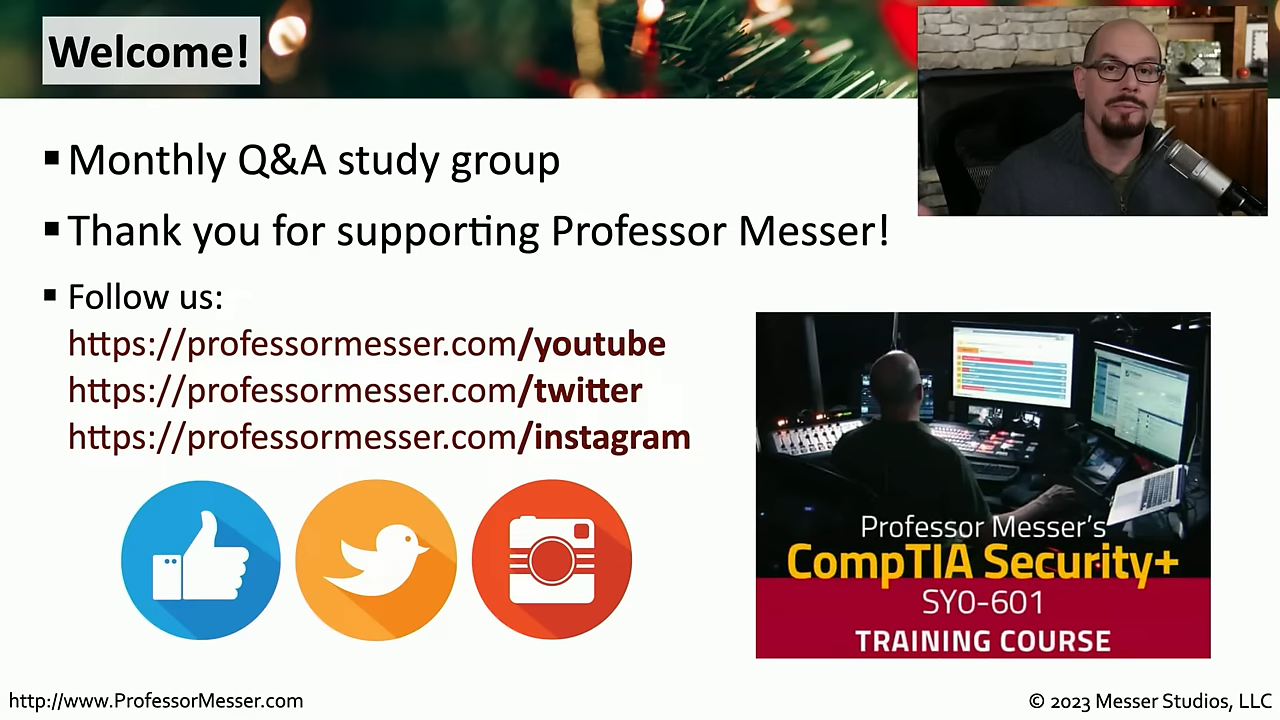 Welcome!
▪ Monthly Q&A study group
▪ Thank you for supporting Professor Messer!
▪ Follow us:
https://professormesser.com/youtube
https://professormesser.com/twitter
https://professormesser.com/instagram
Professor Messer's
CompTIA Security+
SY0-601
TRAINING COURSE
http://www.ProfessorMesser.com
© 2023 Messer Studios, LLC